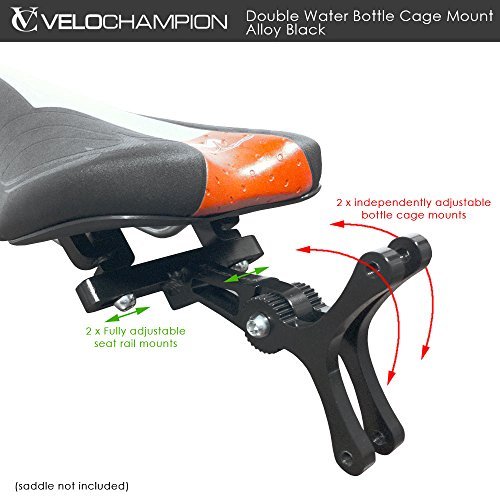 VC VELOCHAMPION
Double Water Bottle Cage Mount
Alloy Black
2 x independently adjustable
bottle cage mounts
2 x Fully adjustable
seat rail mounts
(saddle not included)